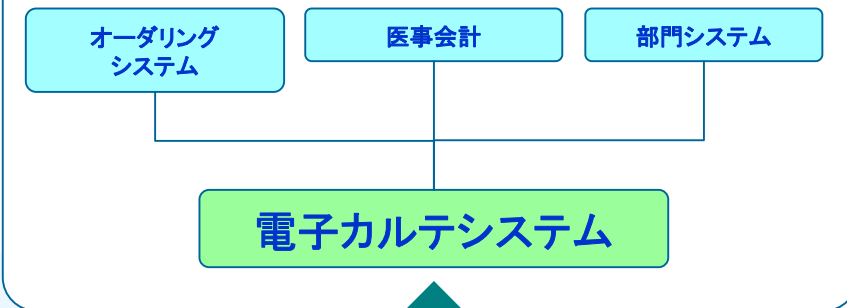 オーダリング
システム
医事会計
部門システム
電子カルテシステム